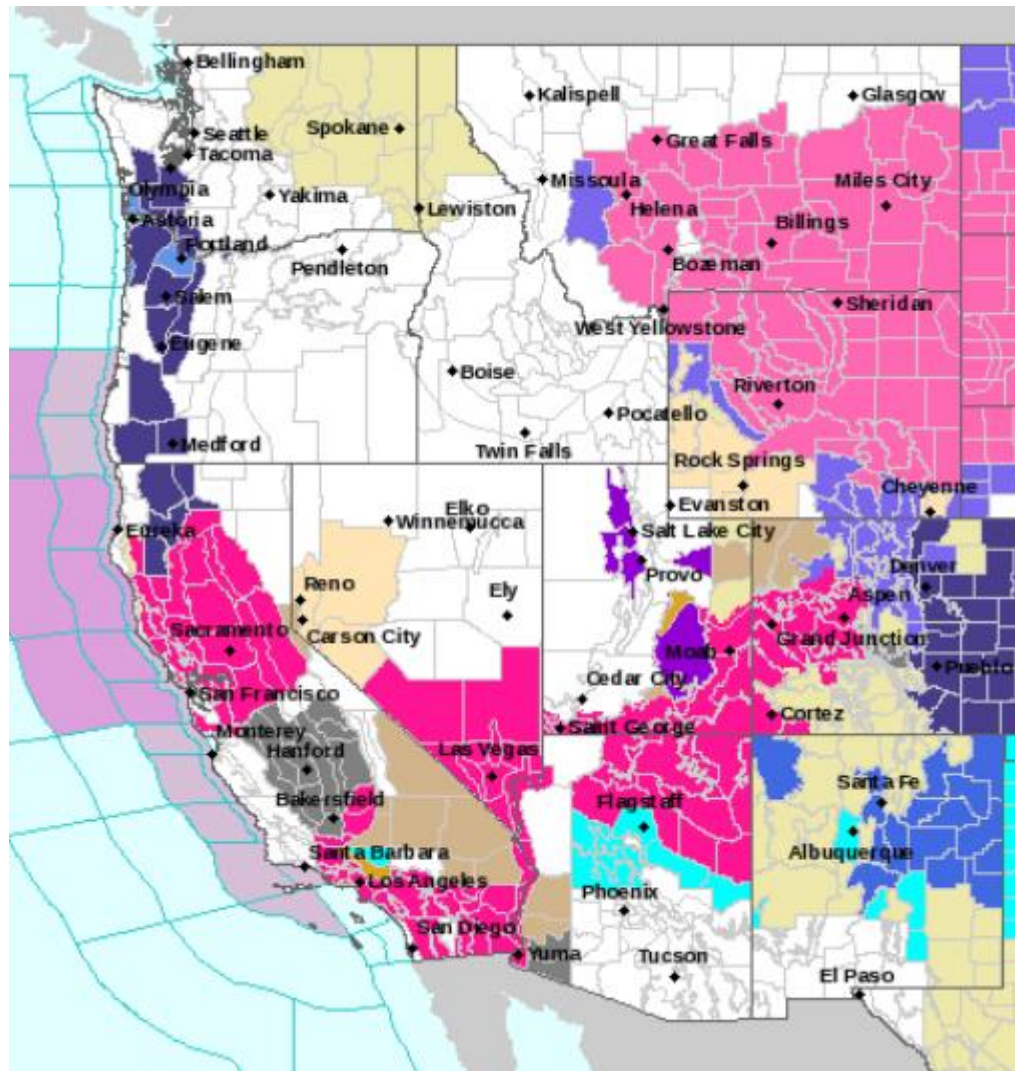 Bellingham
Kalispell
Glasgow
Spokane
Seattle
Great Falls
Tacoma
Missoula
Miles City
Olympia
Yakima
Helena
Lewiston
Astoria
Billings
Portland
Pendleton
Bozeman
Salem
Sheridan
West Yellowstone
Eugene
Boise
Riverton
Pocatello
Medford
Twin Falls
Rock Springs
Cheyenne
Elko
Evanston
Eureka
Winnemucca
Salt Lake City
Denver
Provo
Reno
Ely
Aspen
Sacramento
Carson City
Grand Junction
Moab
Pueblo
Cedar City
San Francisco
Cortez
Monterey
Saint George
Las Vegas
Hanford
Santa Fe
Bakersfield
Flagstaff
Santa Barbara
Albuquerque
Los Angeles
Phoenix
San Diego
Yuma
Tucson
El Paso